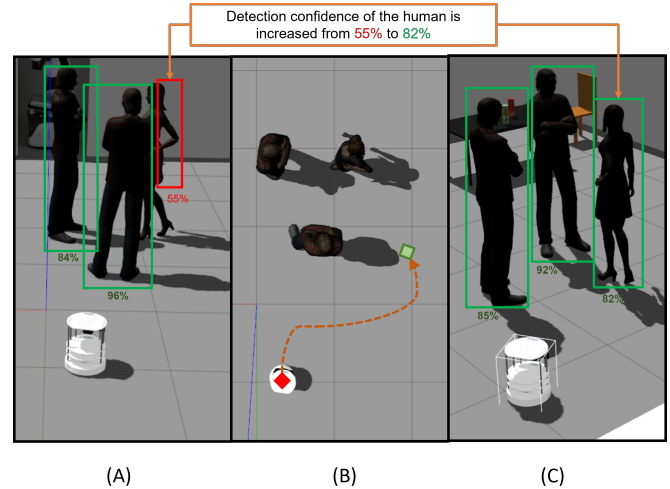 Detection confidence of the human is
increased from 55% to 82%
55%
84%
96%
92%
82%
85%
(A)
(B)
(C)